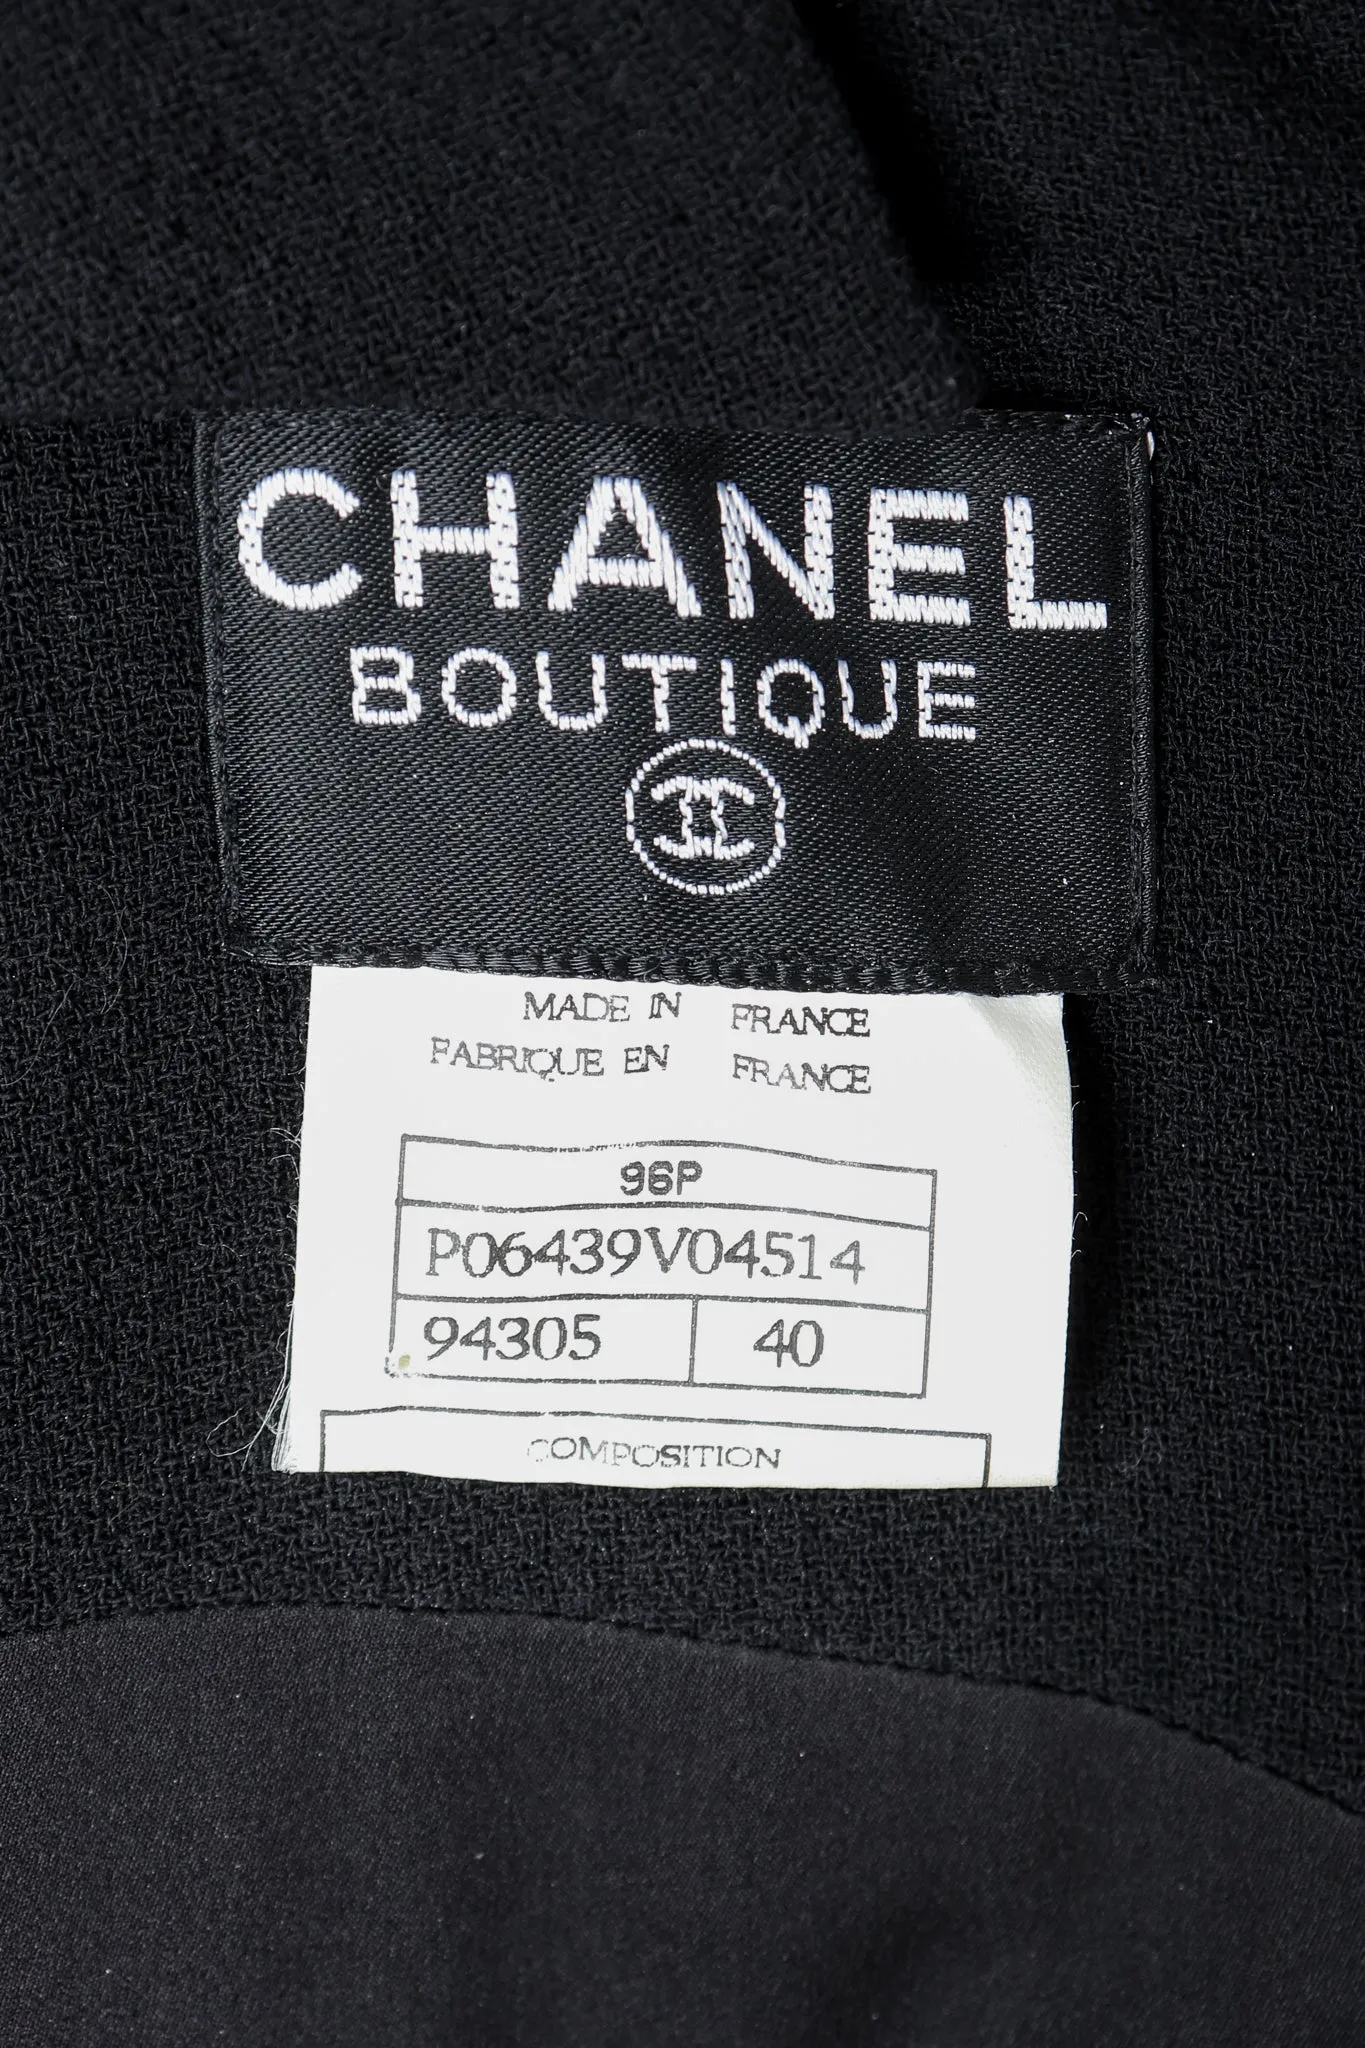 CHANEL
BOUTIQUE
MADE IN FRANCE
FABRIQUE EN FRANCE
96P
P06439V04514
94305 40
COMPOSITION